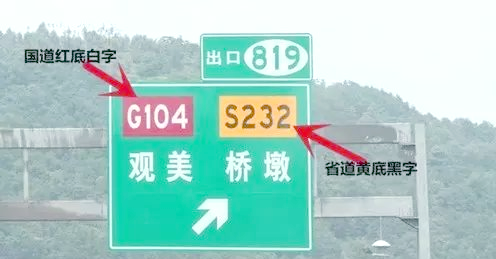 国道红底白字
出口 819
G104 S232
观美 桥墩
省道黄底黑字